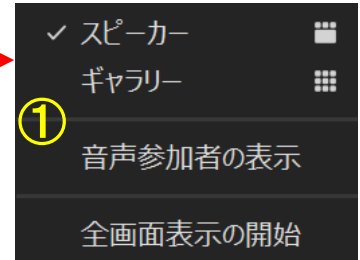 スピーカー
ギャラリー
①
音声参加者の表示
全画面表示の開始